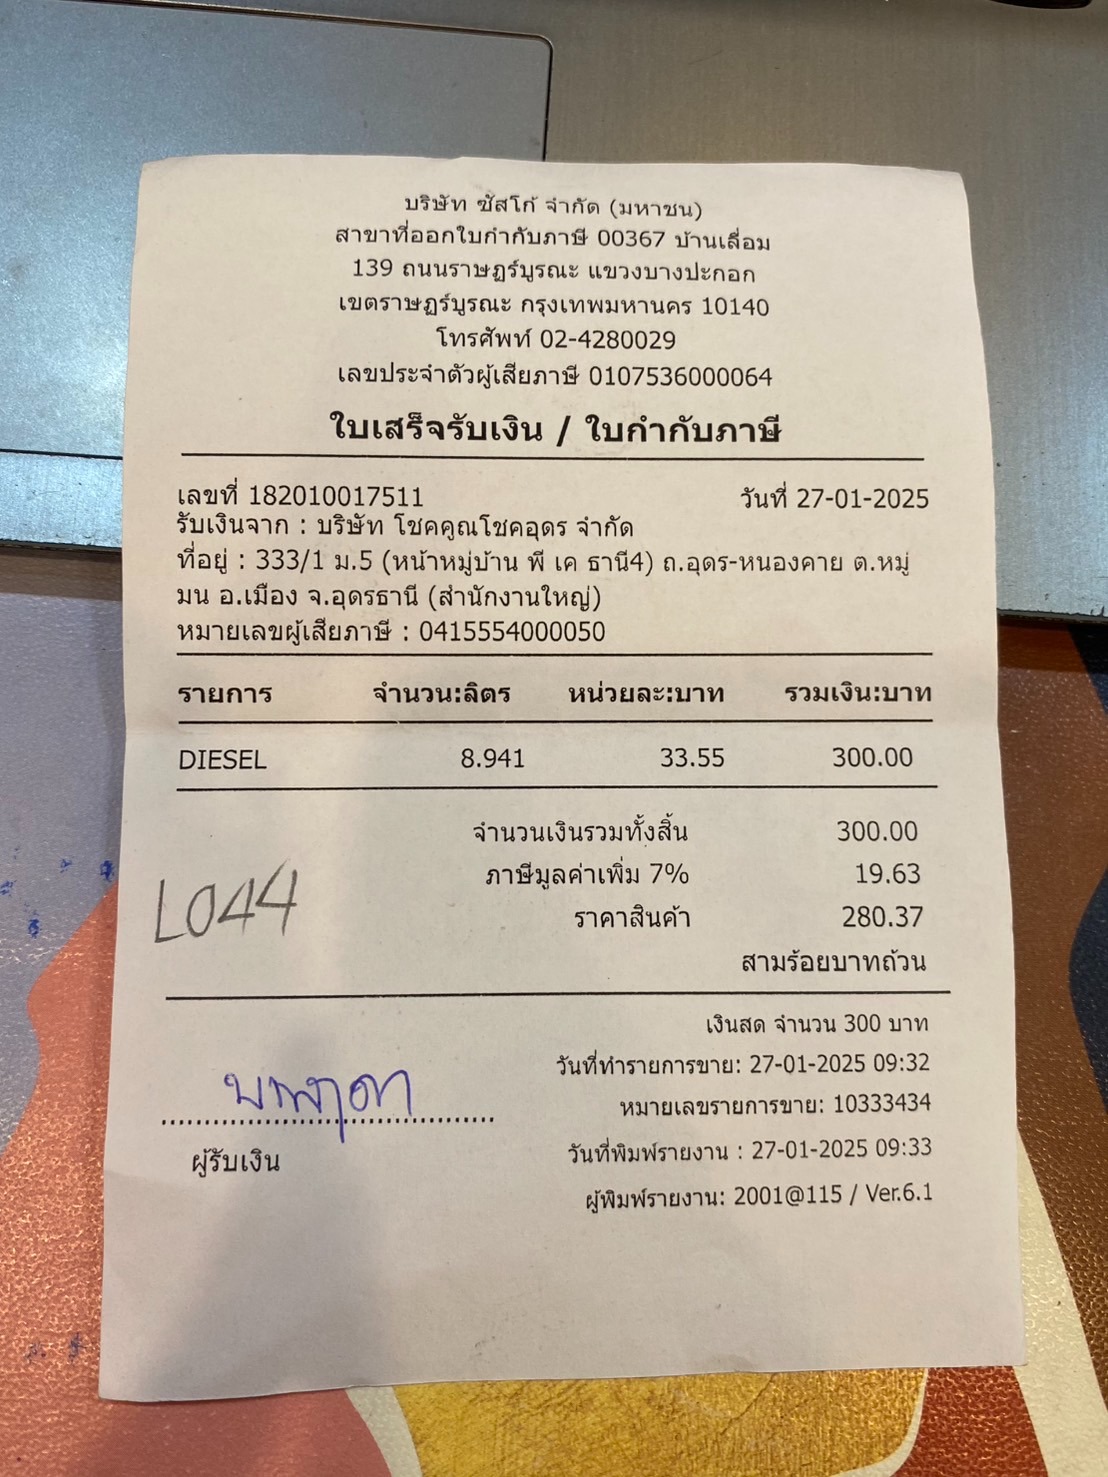 บริษัท ซัสโก้ จำกัด (มหาชน)
สาขาที่ออกใบกำกับภาษี 00367 บ้านเลื่อม
139 ถนนราษฏร์บูรณะ แขวงบางปะกอก
เขตราษฏร์บูรณะ กรุงเทพมหานคร 10140
โทรศัพท์ 02-4280029
เลขประจำตัวผู้เสียภาษี 0107536000064
ใบเสร็จรับเงิน / ใบกำกับภาษี
เลขที่ 182010017511 วันที่ 27-01-2025
รับเงินจาก : บริษัท โชคคูณโชคอุดร จำกัด
ที่อยู่ : 333/1 ม.5 (หน้าหมู่บ้าน พี เค ธานี4) ถ.อุดร-หนองคาย ต.หมู่
มน อ.เมือง จ.อุดรธานี (สำนักงานใหญ่)
หมายเลขผู้เสียภาษี : 0415554000050
รายการ จำนวน:ลิตร หน่วยละ:บาท รวมเงิน:บาท
DIESEL 8.941 33.55 300.00
จำนวนเงินรวมทั้งสิ้น 300.00
ภาษีมูลค่าเพิ่ม 7% 19.63
L044
ราคาสินค้า 280.37
สามร้อยบาทถ้วน
เงินสด จำนวน 300 บาท
วันที่ทำรายการขาย: 27-01-2025 09:32
หมายเลขรายการขาย: 10333434
ผู้รับเงิน
วันที่พิมพ์รายงาน : 27-01-2025 09:33
ผู้พิมพ์รายงาน: 2001@115 / Ver.6.1